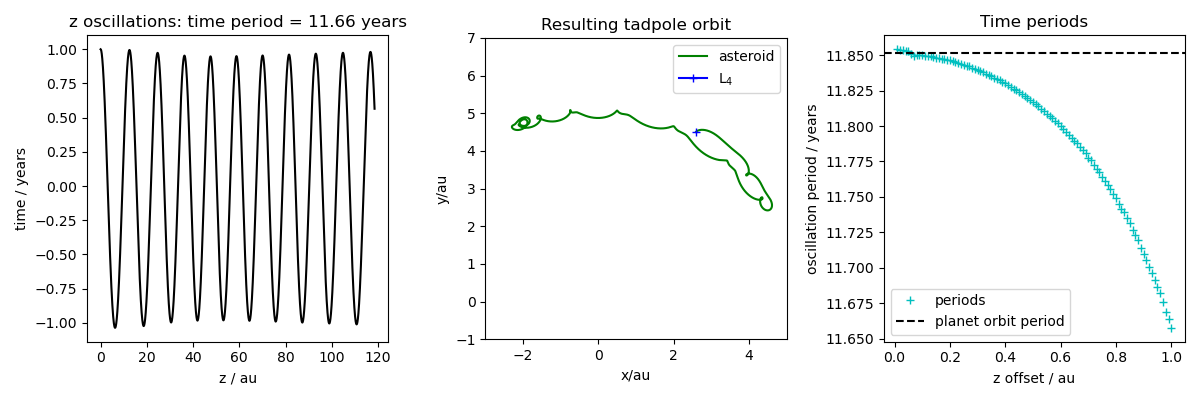 z oscillations: time period = 11.66 years
time / years
1.00
0.75
0.50
0.25
0.00
−0.25
−0.50
−0.75
−1.00
0 20 40 60 80 100 120
z / au
Resulting tadpole orbit
y/au
7
6
5
4
3
2
1
0
−1
−2 0 2 4
x/au
asteroid
L4
Time periods
oscillation period / years
11.850
11.825
11.800
11.775
11.750
11.725
11.700
11.675
11.650
periods
planet orbit period
0.0 0.2 0.4 0.6 0.8 1.0
z offset / au